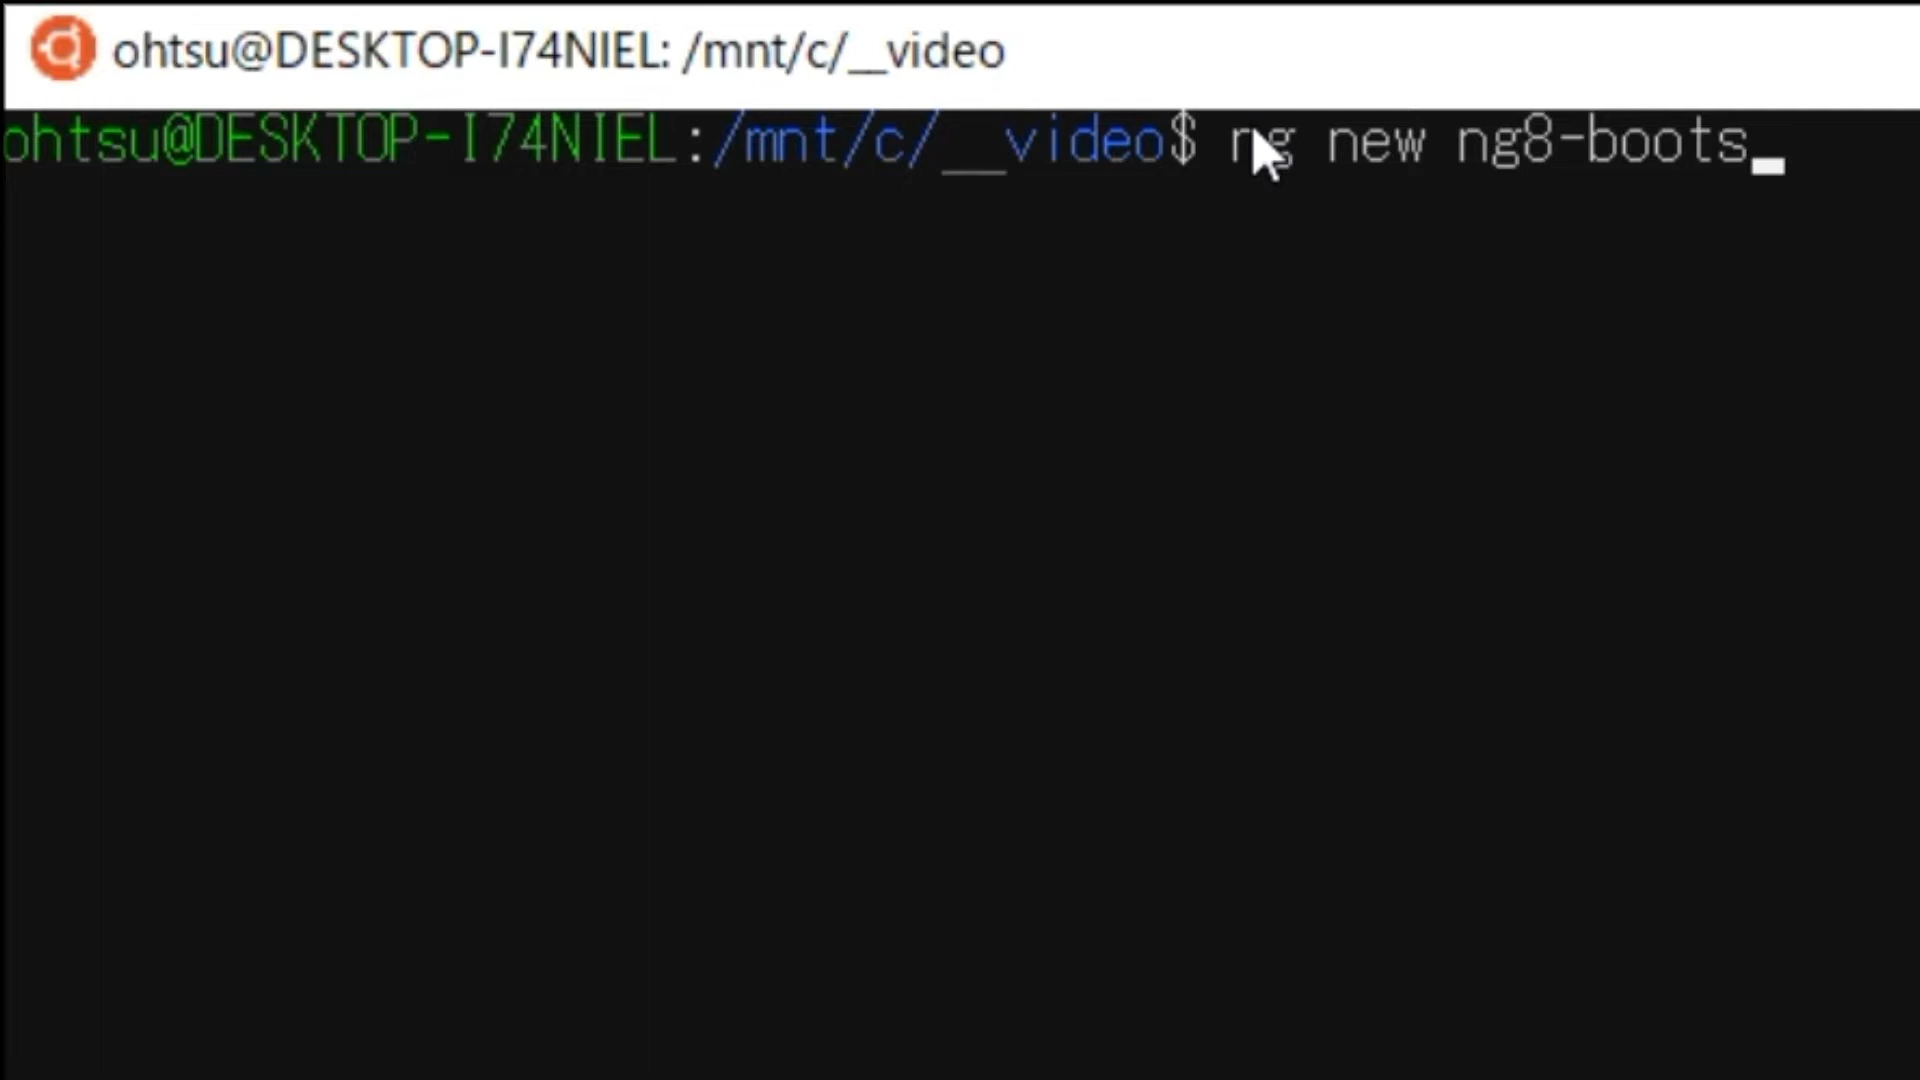 ohtsu@DESKTOP-I74NIEL: /mnt/c/__video
ohtsu@DESKTOP-I74NIEL:/mnt/c/__video$ ng new ng8-boots